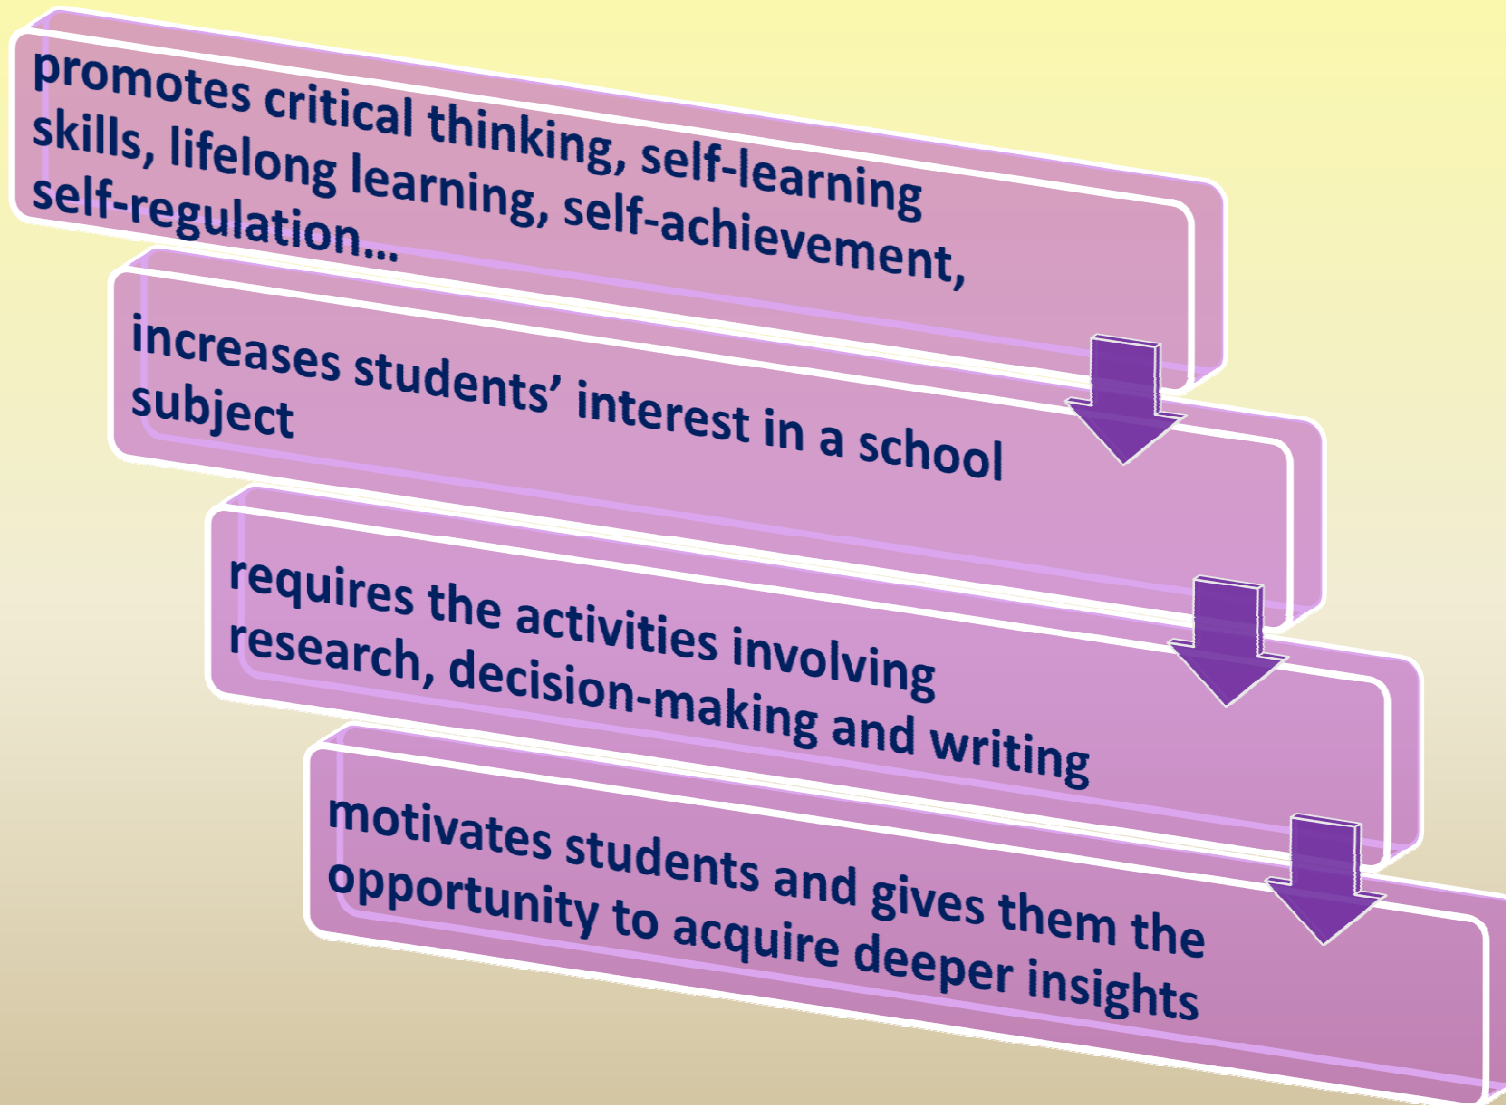 promotes critical thinking, self-learning
skills, lifelong learning, self-achievement,
self-regulation...
increases students’ interest in a school
subject
requires the activities involving
research, decision-making and writing
motivates students and gives them the
opportunity to acquire deeper insights